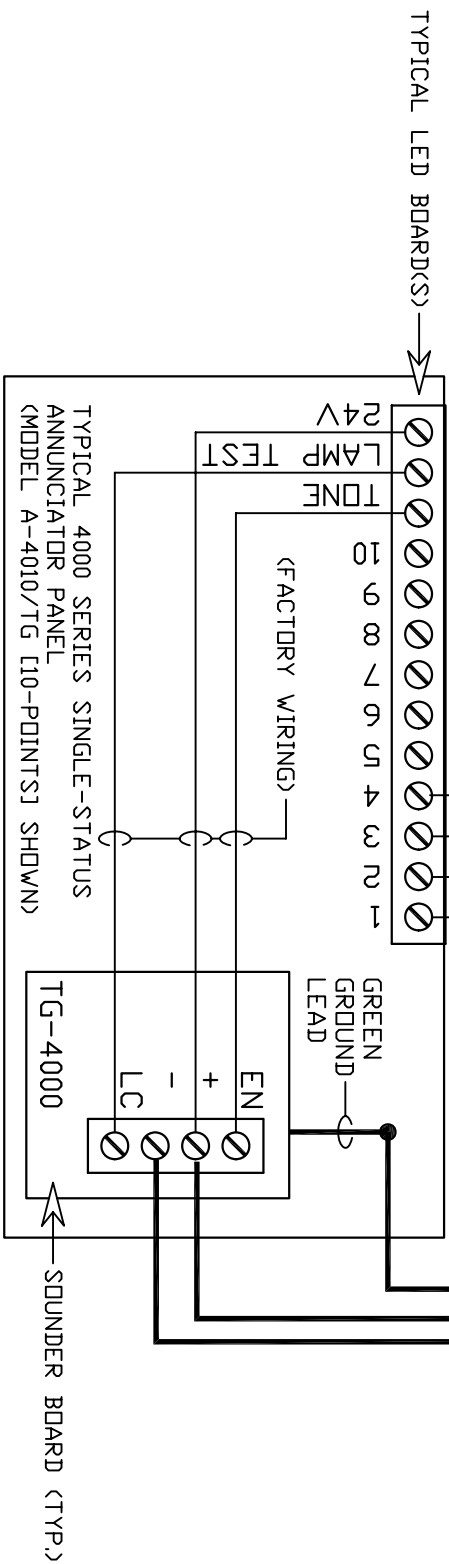 TYPICAL LED BOARD(S)
24V
LAMP TEST
TONE
10
9
8
7
6
5
4
3
2
1
(FACTORY WIRING)
TYPICAL 4000 SERIES SINGLE-STATUS
ANNUNCIATOR PANEL
(MODEL A-4010/TG [10-POINTS] SHOWN)
GREEN
GROUND
LEAD
EN
+
-
LC
TG-4000
SOUNDER BOARD (TYP.)